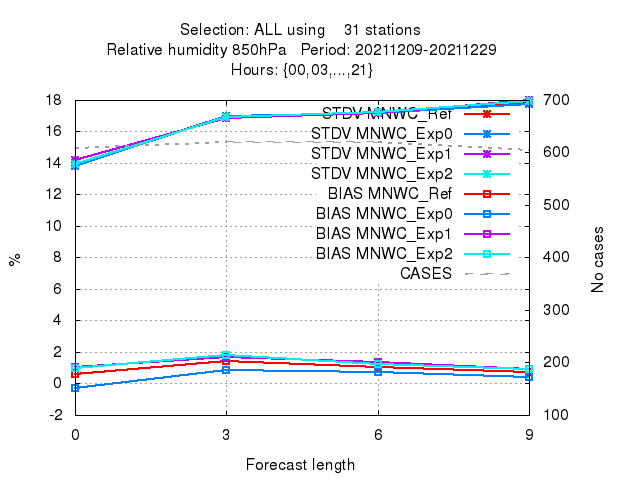 Selection: ALL using    31 stations
Relative humidity 850hPa   Period: 20211209-20211229
Hours: {00,03,...,21}
18
16
14
12
10
8
6
4
2
0
-2
%
700
600
500
400
300
200
100
No cases
STDV MNWC_Ref
STDV MNWC_Exp0
STDV MNWC_Exp1
STDV MNWC_Exp2
BIAS MNWC_Ref
BIAS MNWC_Exp0
BIAS MNWC_Exp1
BIAS MNWC_Exp2
CASES
0 3 6 9
Forecast length